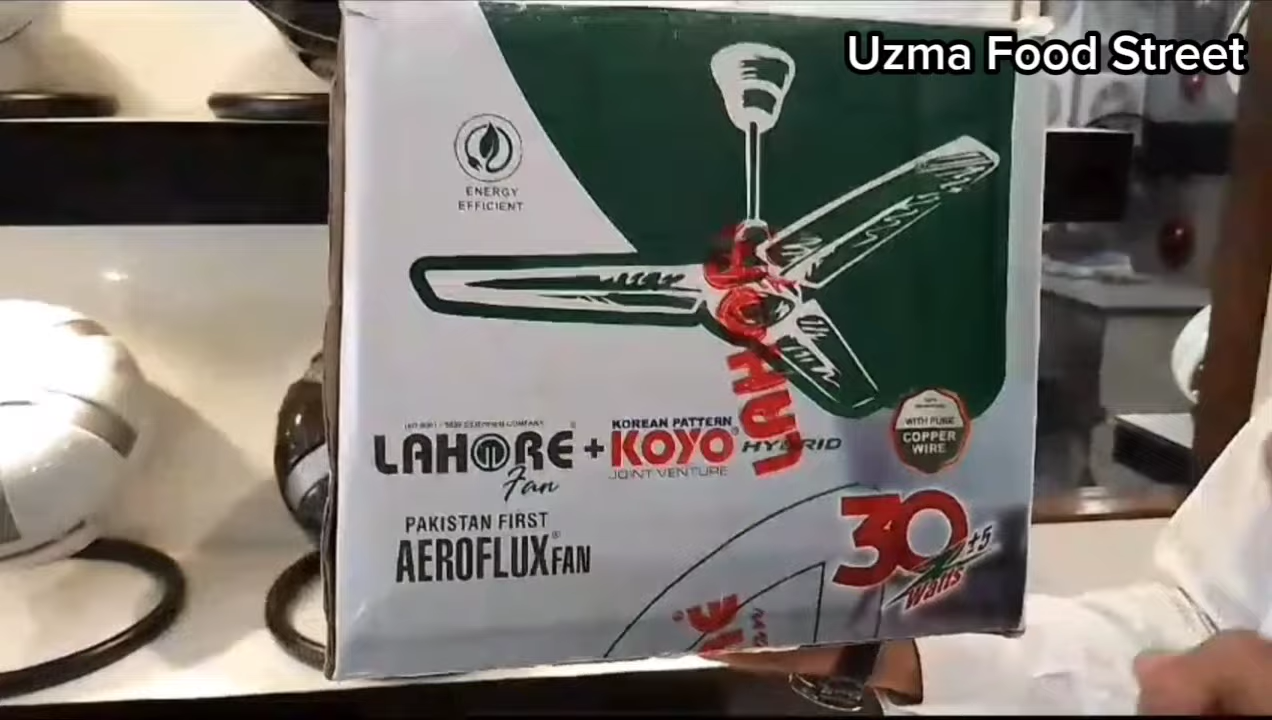 Uzma Food Street
ENERGY
EFFICIENT
LAHORE
Fan
+
KOREAN PATTERN
KOYO
JOINT VENTURE
HYBRID
WITH PURE
COPPER
WIRE
PAKISTAN FIRST
AEROFLUX® FAN
30 ±5
Watts